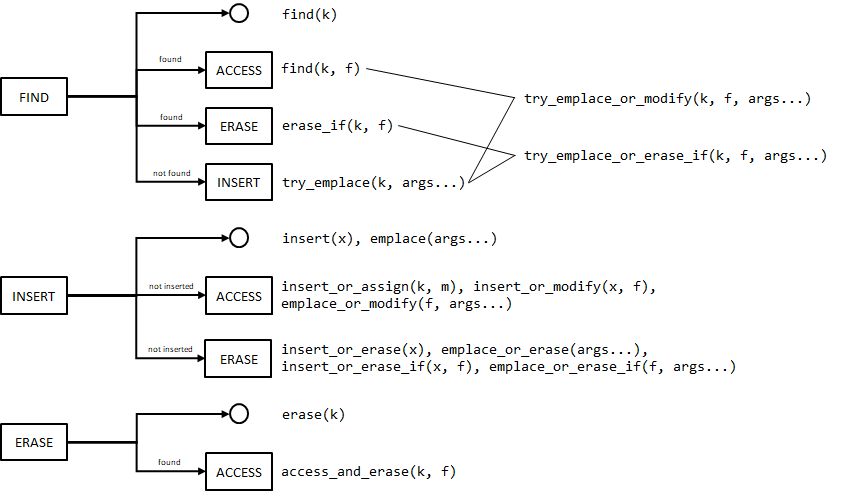 find(k)
found
ACCESS
find(k, f)
try_emplace_or_modify(k, f, args...)
FIND
found
ERASE
erase_if(k, f)
try_emplace_or_erase_if(k, f, args...)
not found
INSERT
try_emplace(k, args...)
insert(x), emplace(args...)
INSERT
not inserted
ACCESS
insert_or_assign(k, m), insert_or_modify(x, f),
emplace_or_modify(f, args...)
not inserted
ERASE
insert_or_erase(x), emplace_or_erase(args...),
insert_or_erase_if(x, f), emplace_or_erase_if(f, args...)
erase(k)
ERASE
found
ACCESS
access_and_erase(k, f)